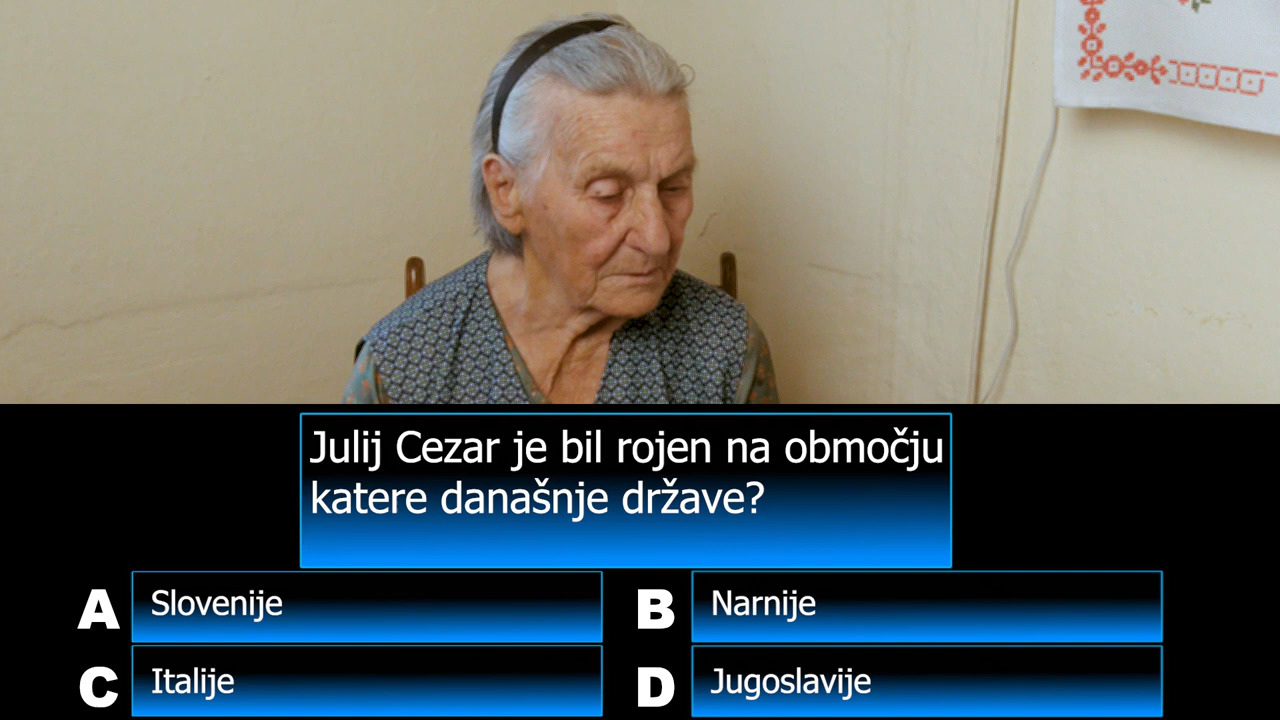 Julij Cezar je bil rojen na območju
katere današnje države?
A Slovenije
B Narnije
C Italije
D Jugoslavije